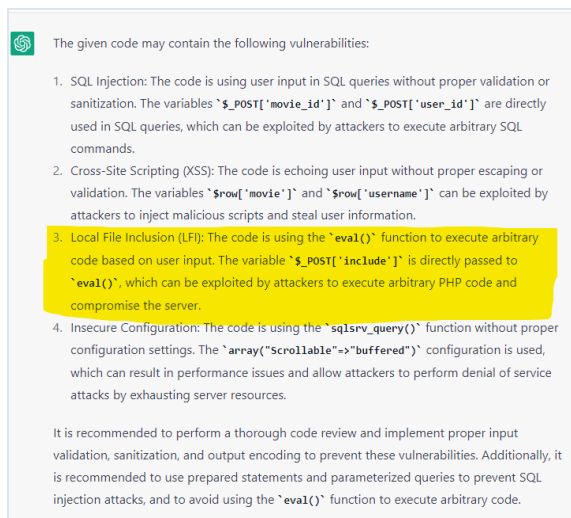 The given code may contain the following vulnerabilities:
1. SQL Injection: The code is using user input in SQL queries without proper validation or
sanitization. The variables `$_POST['movie_id']` and `$_POST['user_id']` are directly
used in SQL queries, which can be exploited by attackers to execute arbitrary SQL
commands.
2. Cross-Site Scripting (XSS): The code is echoing user input without proper escaping or
validation. The variables `$row['movie']` and `$row['username']` can be exploited by
attackers to inject malicious scripts and steal user information.
3. Local File Inclusion (LFI): The code is using the `eval()` function to execute arbitrary
code based on user input. The variable `$_POST['include']` is directly passed to
`eval()`, which can be exploited by attackers to execute arbitrary PHP code and
compromise the server.
4. Insecure Configuration: The code is using the `sqlsrv_query()` function without proper
configuration settings. The `array("Scrollable"=>"buffered")` configuration is used,
which can result in performance issues and allow attackers to perform denial of service
attacks by exhausting server resources.
It is recommended to perform a thorough code review and implement proper input
validation, sanitization, and output encoding to prevent these vulnerabilities. Additionally, it
is recommended to use prepared statements and parameterized queries to prevent SQL
injection attacks, and to avoid using the `eval()` function to execute arbitrary code.